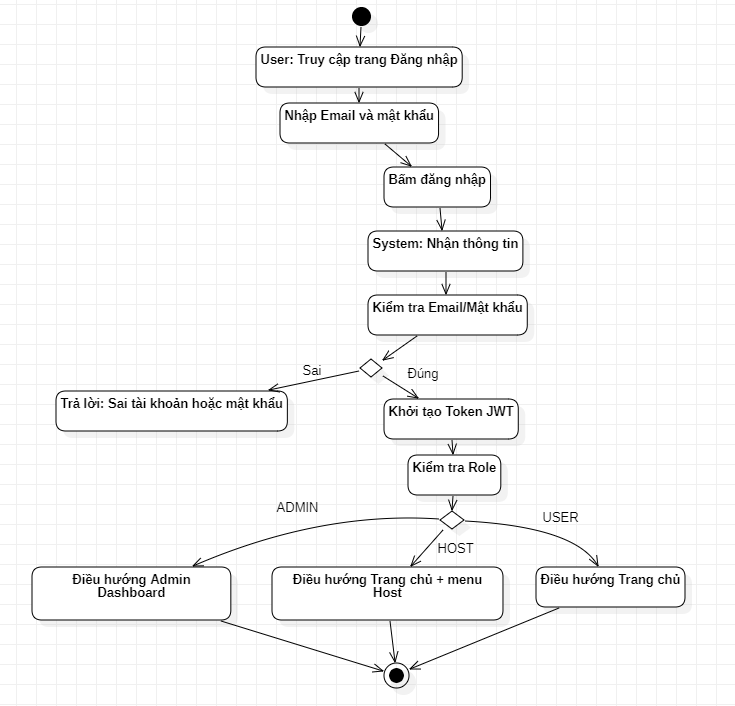 User: Truy cập trang Đăng nhập
Nhập Email và mật khẩu
Bấm đăng nhập
System: Nhận thông tin
Kiểm tra Email/Mật khẩu
Sai
Đúng
Trả lời: Sai tài khoản hoặc mật khẩu
Khởi tạo Token JWT
Kiểm tra Role
ADMIN
HOST
USER
Điều hướng Admin
Dashboard
Điều hướng Trang chủ + menu
Host
Điều hướng Trang chủ